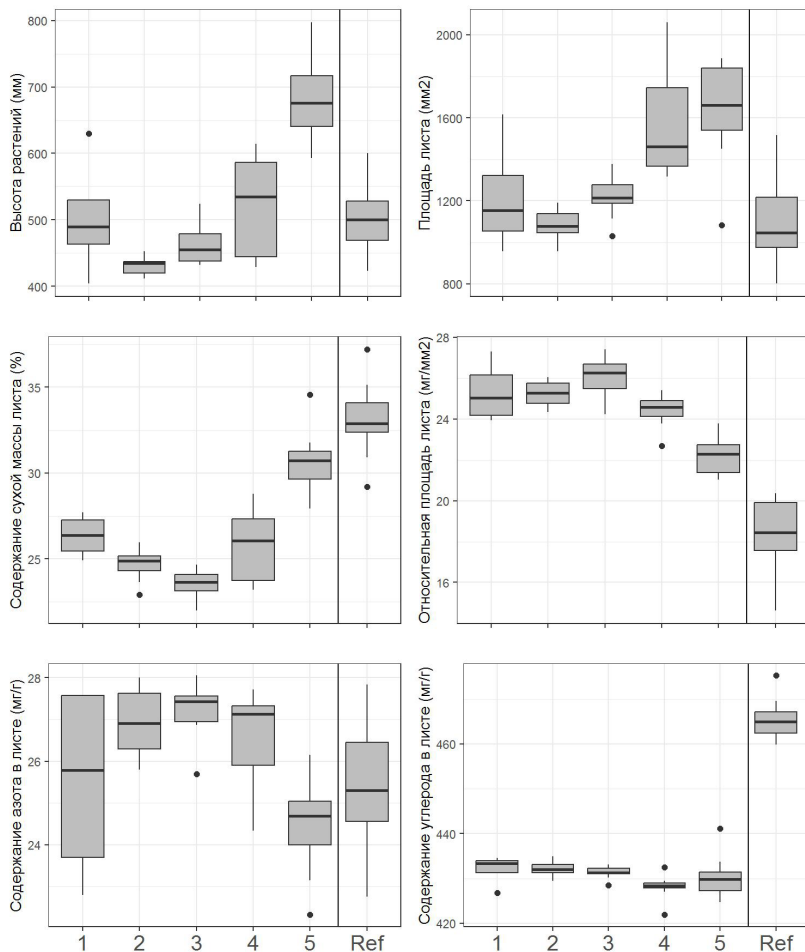 Высота растений (мм)
800
700
600
500
400
Площадь листа (мм2)
2000
1600
1200
800
Содержание сухой массы листа (%)
35
30
25
Относительная площадь листа (мг/мм2)
28
24
20
16
Содержание азота в листе (мг/г)
28
26
24
Содержание углерода в листе (мг/г)
460
440
420
1 2 3 4 5 Ref
1 2 3 4 5 Ref